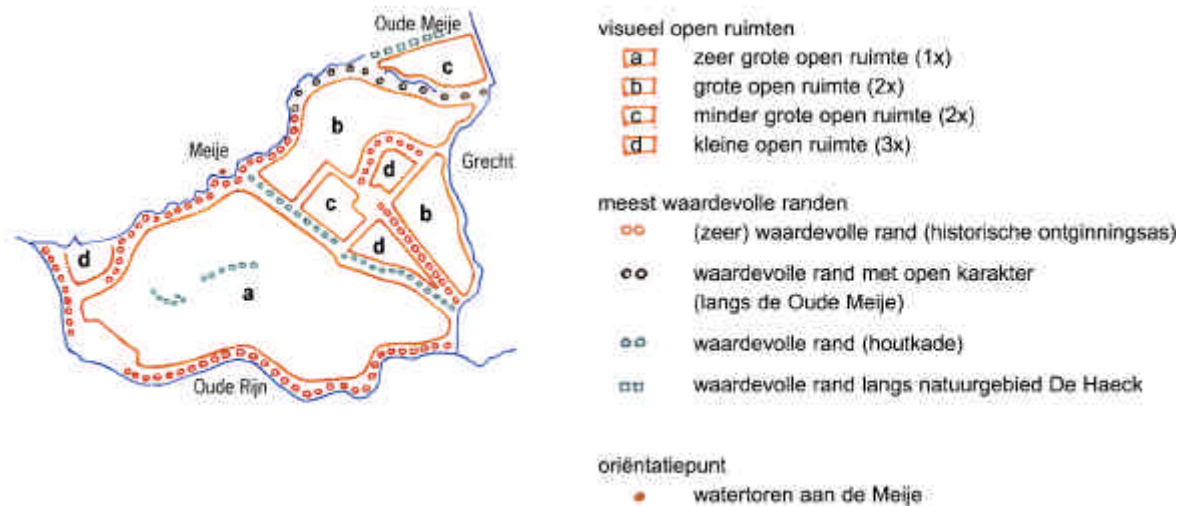 Oude Meije
c
b
Meije
Grecht
d
c
b
d
d
a
Oude Rijn
visueel open ruimten
a zeer grote open ruimte (1x)
b grote open ruimte (2x)
c minder grote open ruimte (2x)
d kleine open ruimte (3x)
meest waardevolle randen
(zeer) waardevolle rand (historische ontginningsas)
waardevolle rand met open karakter
(langs de Oude Meije)
waardevolle rand (houtkade)
waardevolle rand langs natuurgebied De Haeck
oriëntatiepunt
watertoren aan de Meije